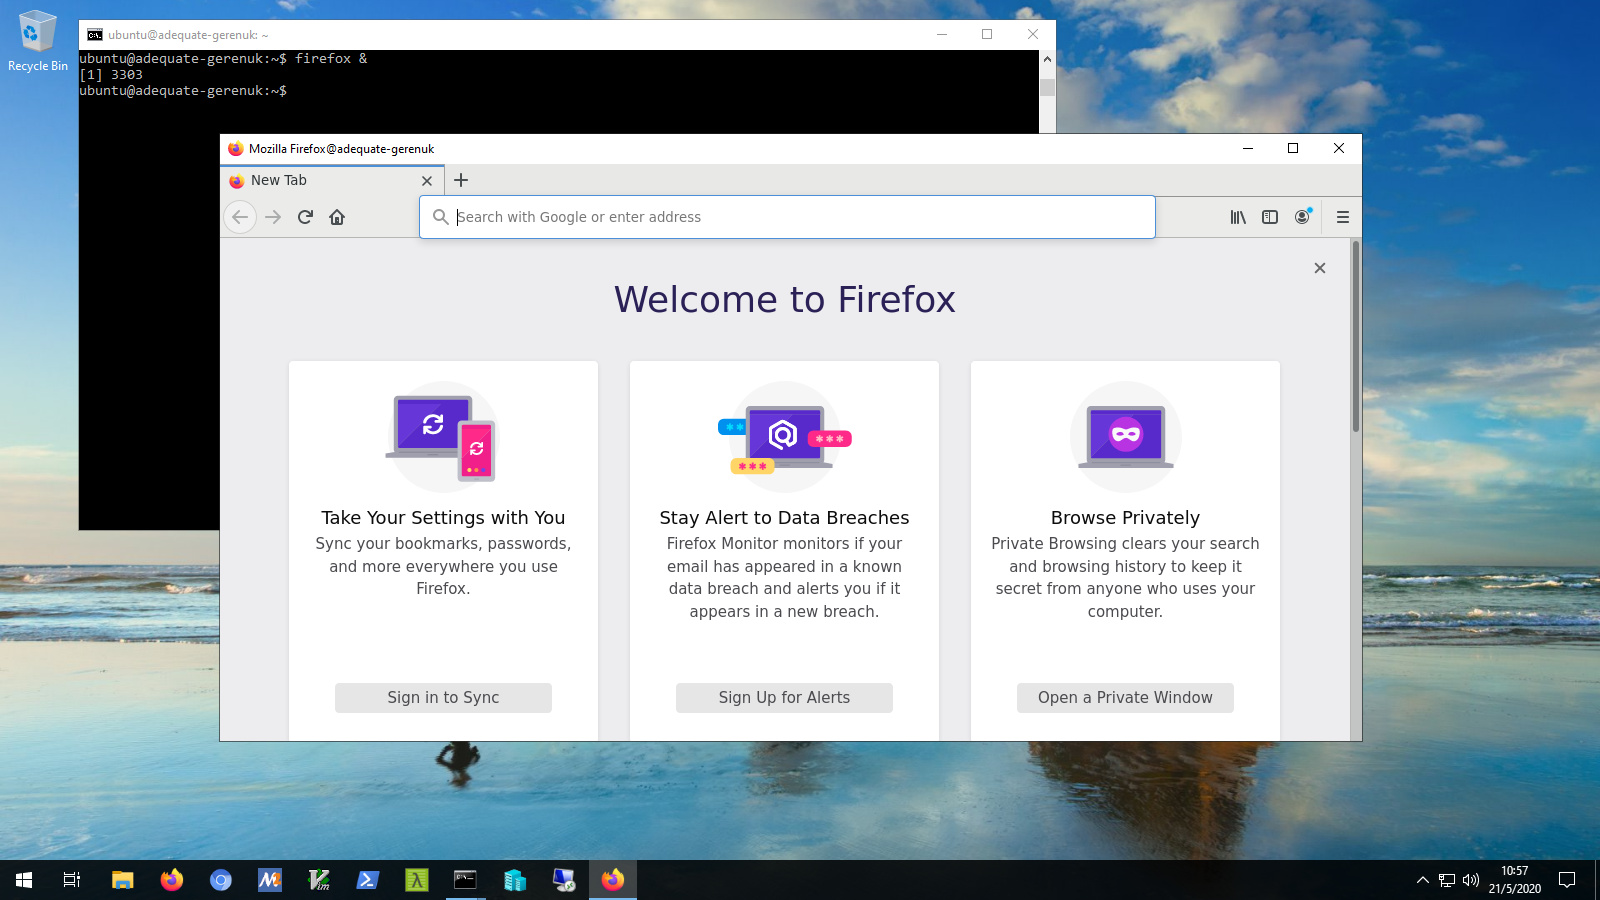 Recycle Bin
ubuntu@adequate-gerenuk: ~
ubuntu@adequate-gerenuk:~$ firefox &
[1] 3303
ubuntu@adequate-gerenuk:~$
Mozilla Firefox@adequate-gerenuk
New Tab
Search with Google or enter address
Welcome to Firefox
Take Your Settings with You
Sync your bookmarks, passwords,
and more everywhere you use
Firefox.
Sign in to Sync
Stay Alert to Data Breaches
Firefox Monitor monitors if your
email has appeared in a known
data breach and alerts you if it
appears in a new breach.
Sign Up for Alerts
Browse Privately
Private Browsing clears your search
and browsing history to keep it
secret from anyone who uses your
computer.
Open a Private Window
10:57
21/5/2020